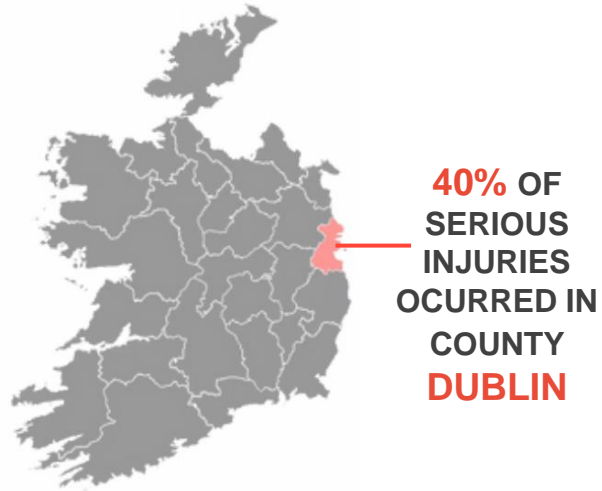 40% OF
SERIOUS
INJURIES
OCURRED IN
COUNTY
DUBLIN